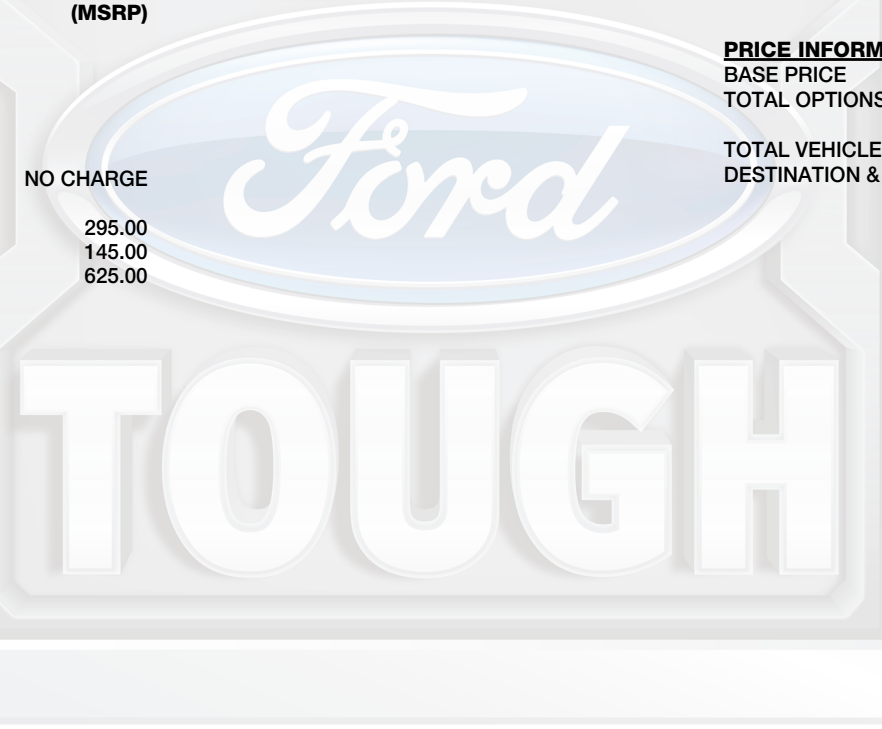 (MSRP)
NO CHARGE
295.00
145.00
625.00
PRICE INFORM
BASE PRICE
TOTAL OPTIONS
TOTAL VEHICLE
DESTINATION &
Ford
TOUGH